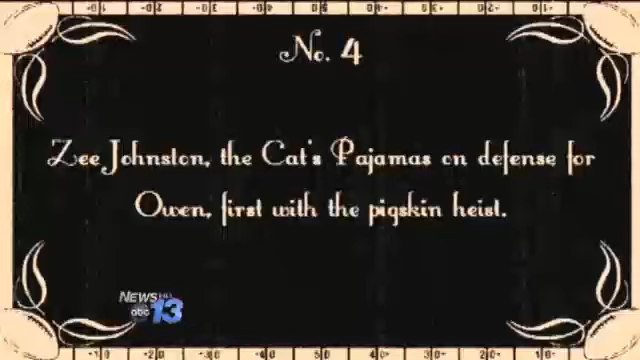 No. 4
Zee Johnston, the Cat's Pajamas on defense for
Owen, first with the pigskin heist.
NEWS
abc 13